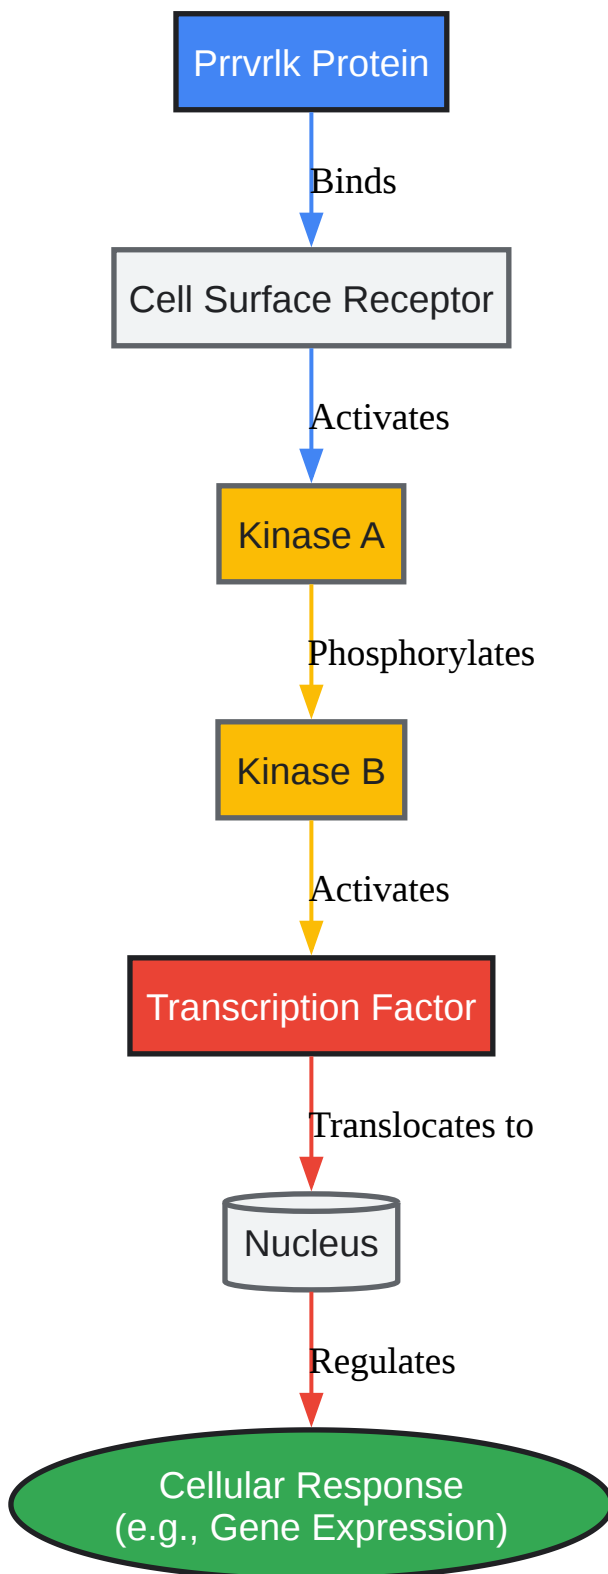 Prrvrlk Protein
Binds
Cell Surface Receptor
Activates
Kinase A
Phosphorylates
Kinase B
Activates
Transcription Factor
Translocates to
Nucleus
Regulates
Cellular Response
(e.g., Gene Expression)